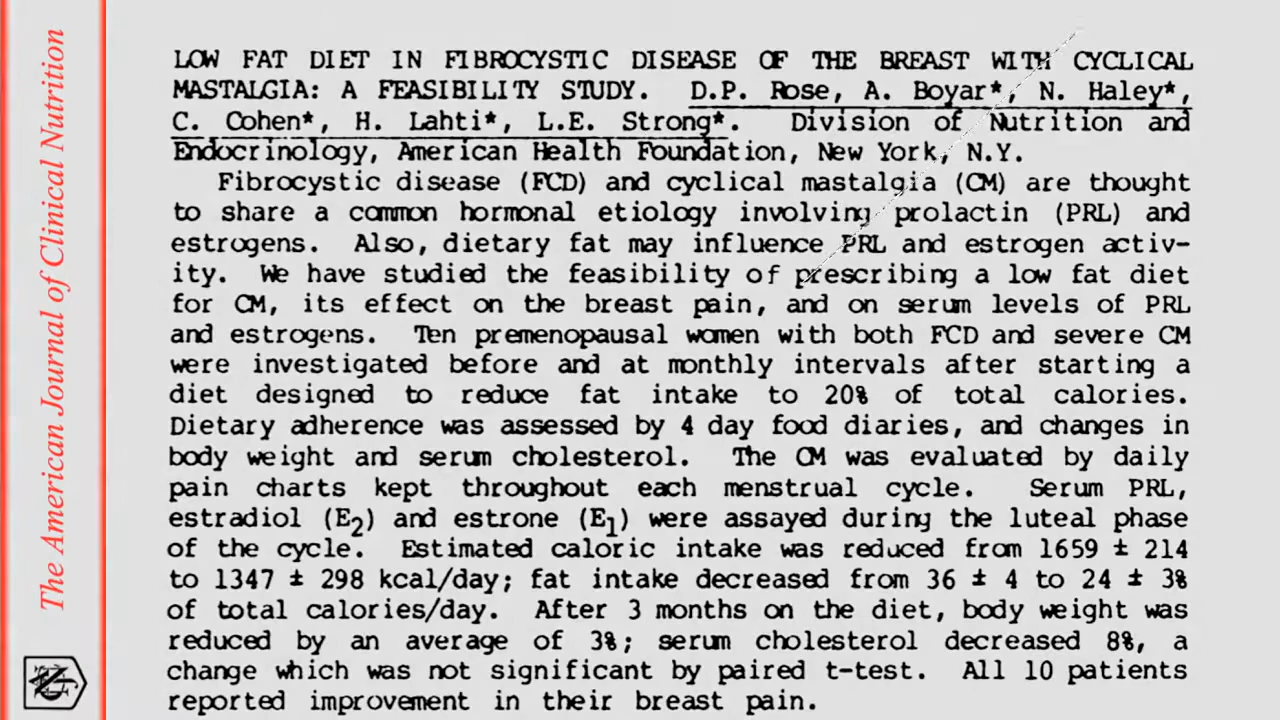 The American Journal of Clinical Nutrition
LOW FAT DIET IN FIBROCYSTIC DISEASE OF THE BREAST WITH CYCLICAL
MASTALGIA: A FEASIBILITY STUDY. D.P. Rose, A. Boyar*, N. Haley*,
C. Cohen*, H. Lahti*, L.E. Strong*. Division of Nutrition and
Endocrinology, American Health Foundation, New York, N.Y.
Fibrocystic disease (FCD) and cyclical mastalgia (CM) are thought
to share a common hormonal etiology involving prolactin (PRL) and
estrogens. Also, dietary fat may influence PRL and estrogen activ-
ity. We have studied the feasibility of prescribing a low fat diet
for CM, its effect on the breast pain, and on serum levels of PRL
and estrogens. Ten premenopausal women with both FCD and severe CM
were investigated before and at monthly intervals after starting a
diet designed to reduce fat intake to 20% of total calories.
Dietary adherence was assessed by 4 day food diaries, and changes in
body weight and serum cholesterol. The CM was evaluated by daily
pain charts kept throughout each menstrual cycle. Serum PRL,
estradiol (E₂) and estrone (E₁) were assayed during the luteal phase
of the cycle. Estimated caloric intake was reduced from 1659 ± 214
to 1347 ± 298 kcal/day; fat intake decreased from 36 ± 4 to 24 ± 3%
of total calories/day. After 3 months on the diet, body weight was
reduced by an average of 3%; serum cholesterol decreased 8%, a
change which was not significant by paired t-test. All 10 patients
reported improvement in their breast pain.